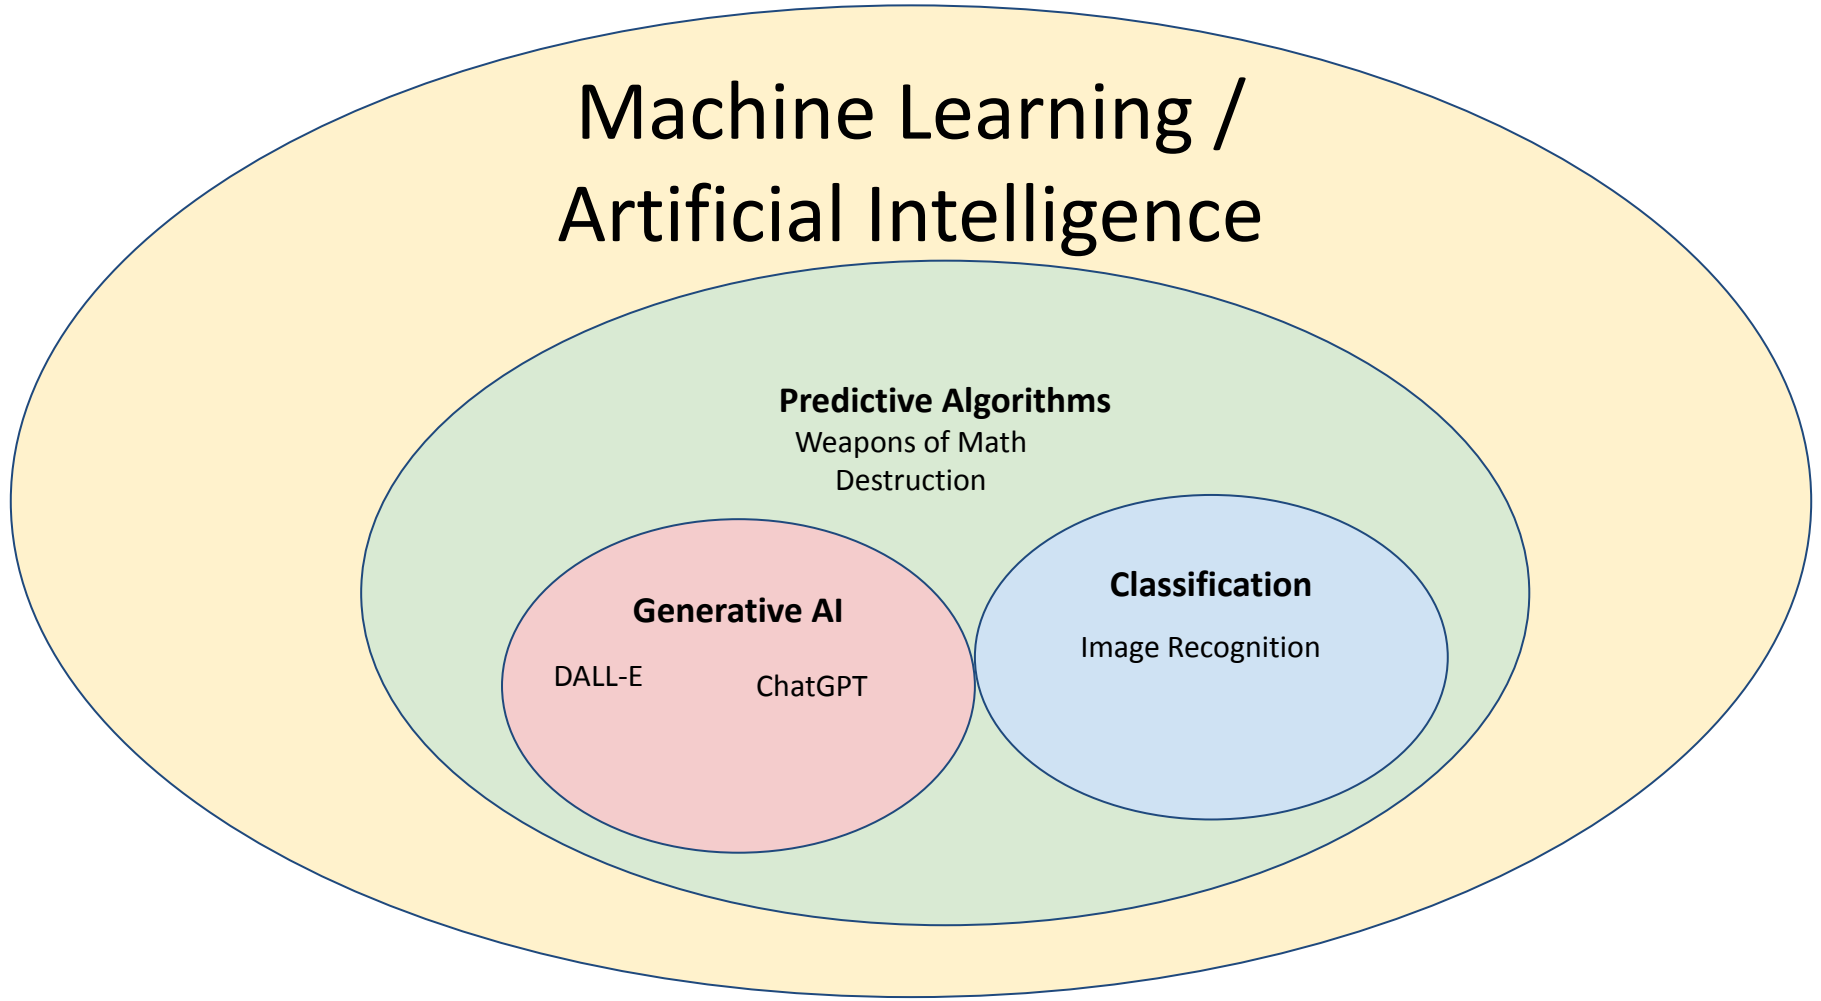 Machine Learning /
Artificial Intelligence
Predictive Algorithms
Weapons of Math
Destruction
Generative AI
DALL-E
ChatGPT
Classification
Image Recognition